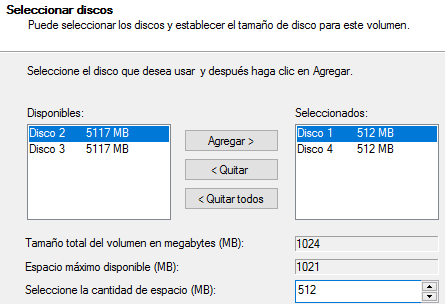 Seleccionar discos
Puede seleccionar los discos y establecer el tamaño de disco para este volumen.
Seleccione el disco que desea usar y después haga clic en Agregar.
Disponibles:
Seleccionados:
Disco 2 5117 MB
Disco 3 5117 MB
Agregar >
< Quitar
< Quitar todos
Disco 1 512 MB
Disco 4 512 MB
Tamaño total del volumen en megabytes (MB): 1024
Espacio máximo disponible (MB): 1021
Seleccione la cantidad de espacio (MB): 512